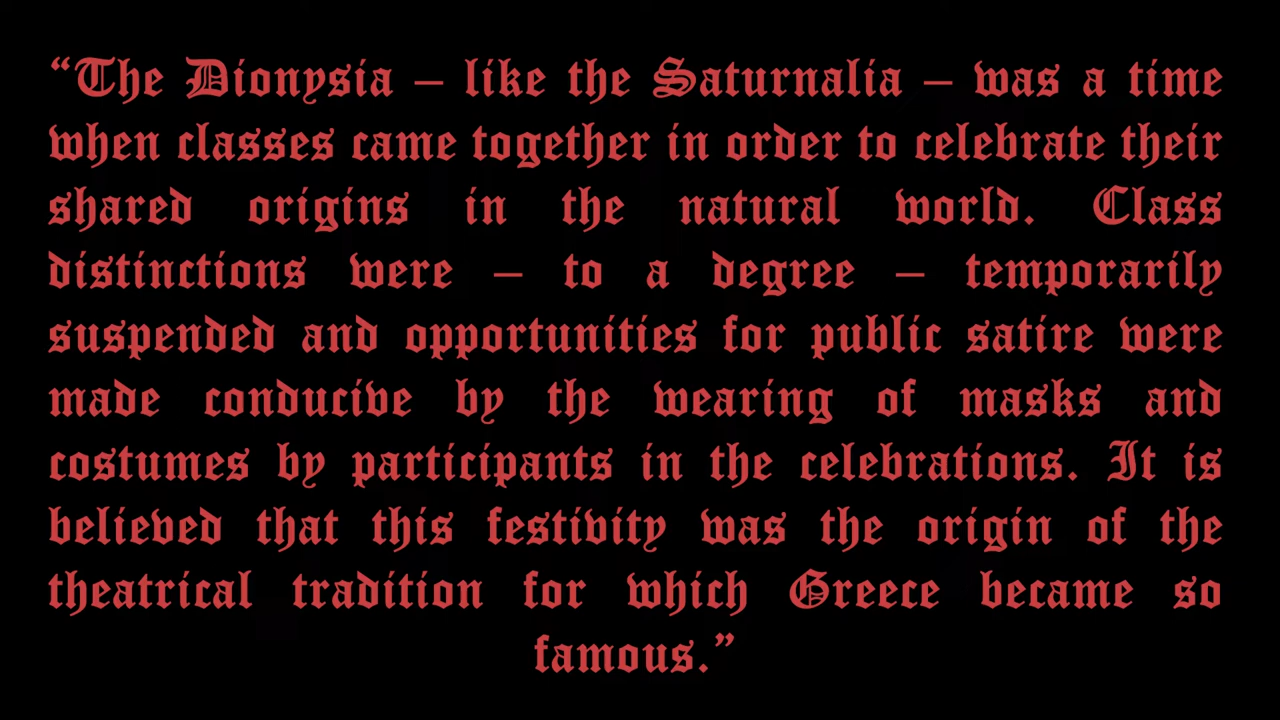 “The Dionysia – like the Saturnalia – was a time
when classes came together in order to celebrate their
shared origins in the natural world. Class
distinctions were – to a degree – temporarily
suspended and opportunities for public satire were
made conducive by the wearing of masks and
costumes by participants in the celebrations. It is
believed that this festivity was the origin of the
theatrical tradition for which Greece became so
famous.”